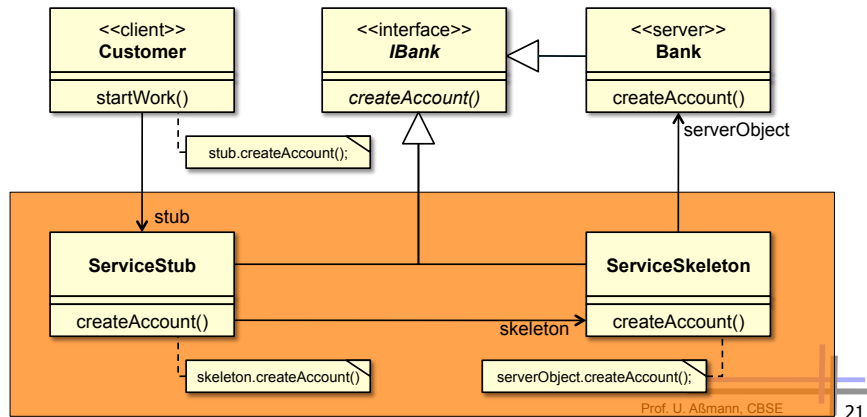 <<client>>
Customer
startWork()
<<interface>>
IBank
createAccount()
<<server>>
Bank
createAccount()
stub.createAccount();
serverObject
stub
ServiceStub
createAccount()
skeleton
ServiceSkeleton
createAccount()
skeleton.createAccount()
serverObject.createAccount();
Prof. U. Aßmann, CBSE
21